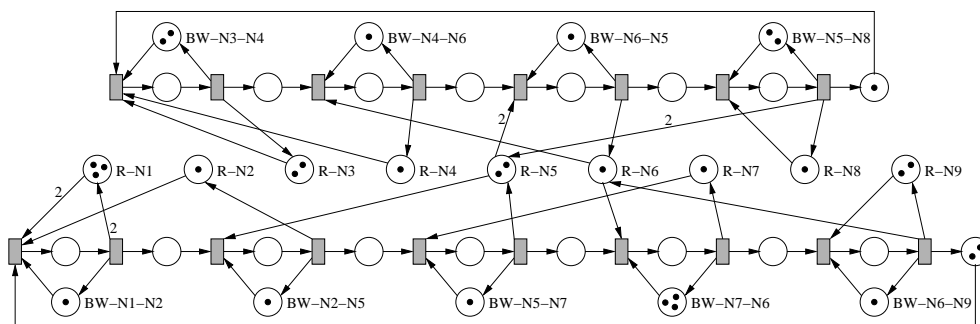 BW–N3–N4 BW–N4–N6 BW–N6–N5 BW–N5–N8
2 2
R–N1 R–N2 R–N3 R–N4 R–N5 R–N6 R–N7 R–N8 R–N9
2
2
BW–N1–N2 BW–N2–N5 BW–N5–N7 BW–N7–N6 BW–N6–N9